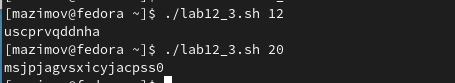 [mazimov@fedora ~]$ ./lab12_3.sh 12
uscprvqddnha
[mazimov@fedora ~]$ ./lab12_3.sh 20
msjpjagvsxicyjacpss0